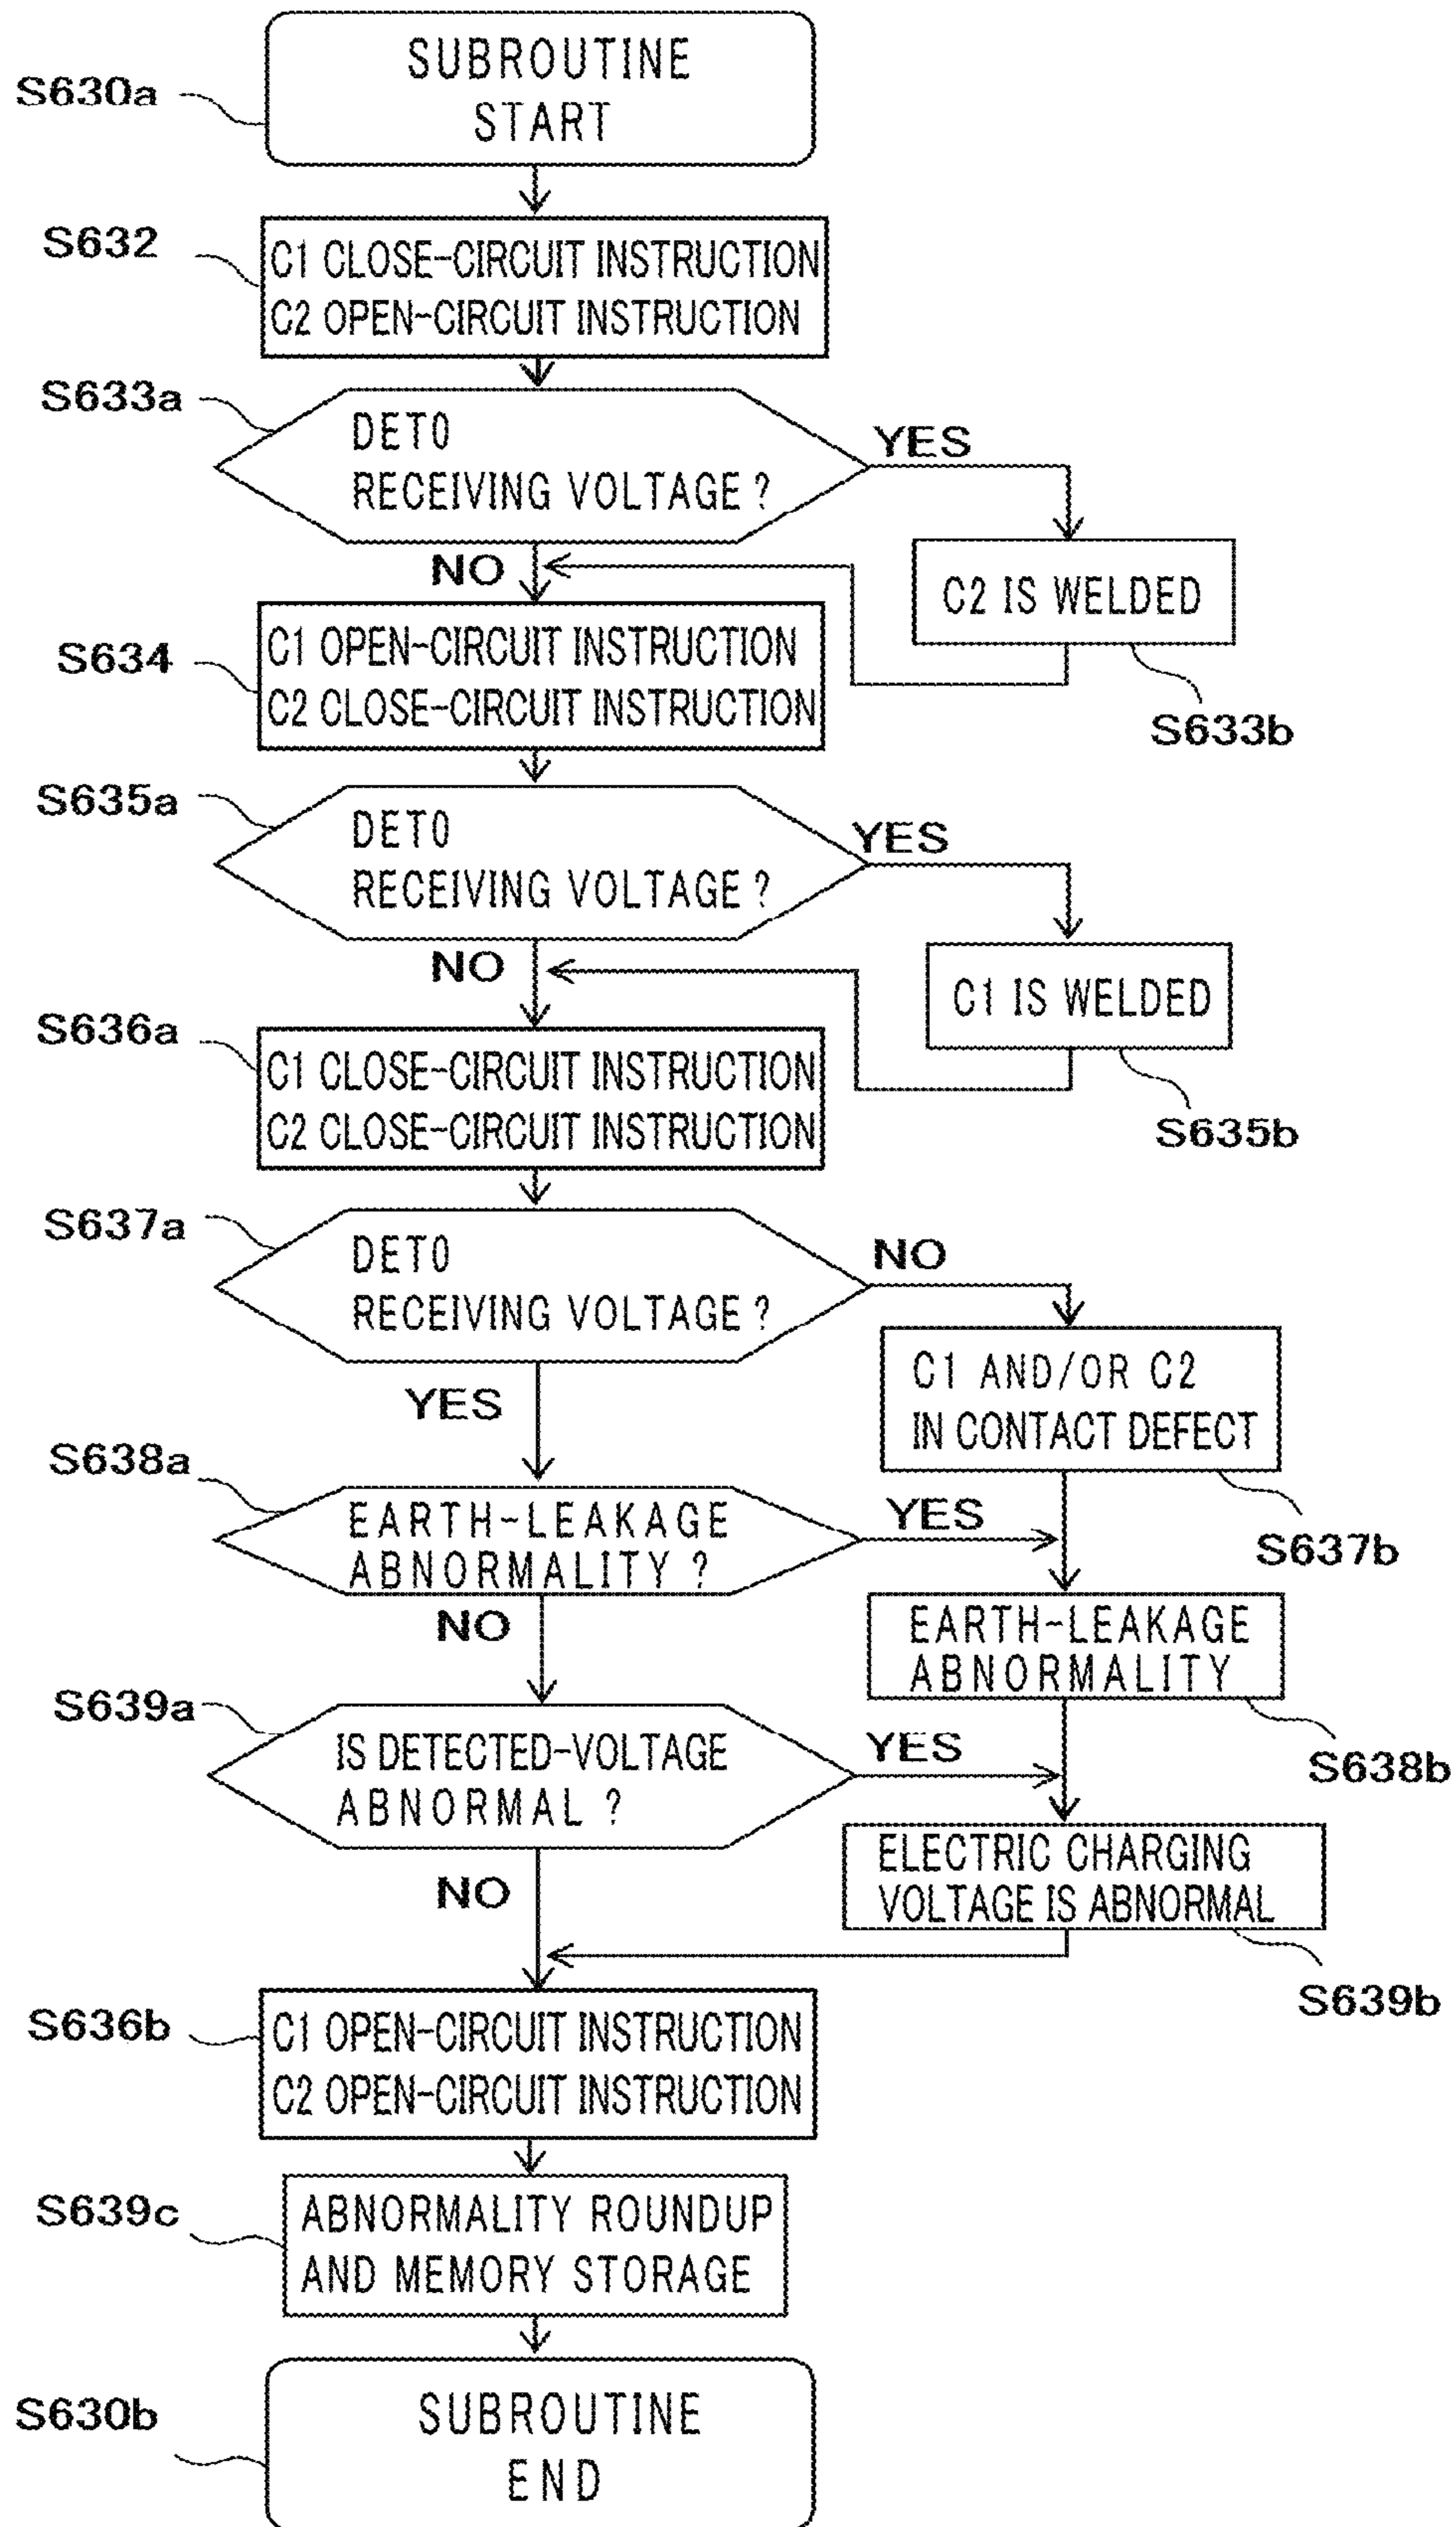 S630a
SUBROUTINE
START
S632
C1 CLOSE-CIRCUIT INSTRUCTION
C2 OPEN-CIRCUIT INSTRUCTION
S633a
DET0
RECEIVING VOLTAGE?
YES
NO
C2 IS WELDED
S633b
S634
C1 OPEN-CIRCUIT INSTRUCTION
C2 CLOSE-CIRCUIT INSTRUCTION
S635a
DET0
RECEIVING VOLTAGE?
YES
NO
C1 IS WELDED
S635b
S636a
C1 CLOSE-CIRCUIT INSTRUCTION
C2 CLOSE-CIRCUIT INSTRUCTION
S637a
DET0
RECEIVING VOLTAGE?
NO
YES
C1 AND/OR C2
IN CONTACT DEFECT
S637b
S638a
EARTH-LEAKAGE
ABNORMALITY ?
YES
NO
EARTH-LEAKAGE
ABNORMALITY
S638b
S639a
IS DETECTED-VOLTAGE
ABNORMAL ?
YES
NO
ELECTRIC CHARGING
VOLTAGE IS ABNORMAL
S639b
S636b
C1 OPEN-CIRCUIT INSTRUCTION
C2 OPEN-CIRCUIT INSTRUCTION
S639c
ABNORMALITY ROUNDUP
AND MEMORY STORAGE
S630b
SUBROUTINE
END